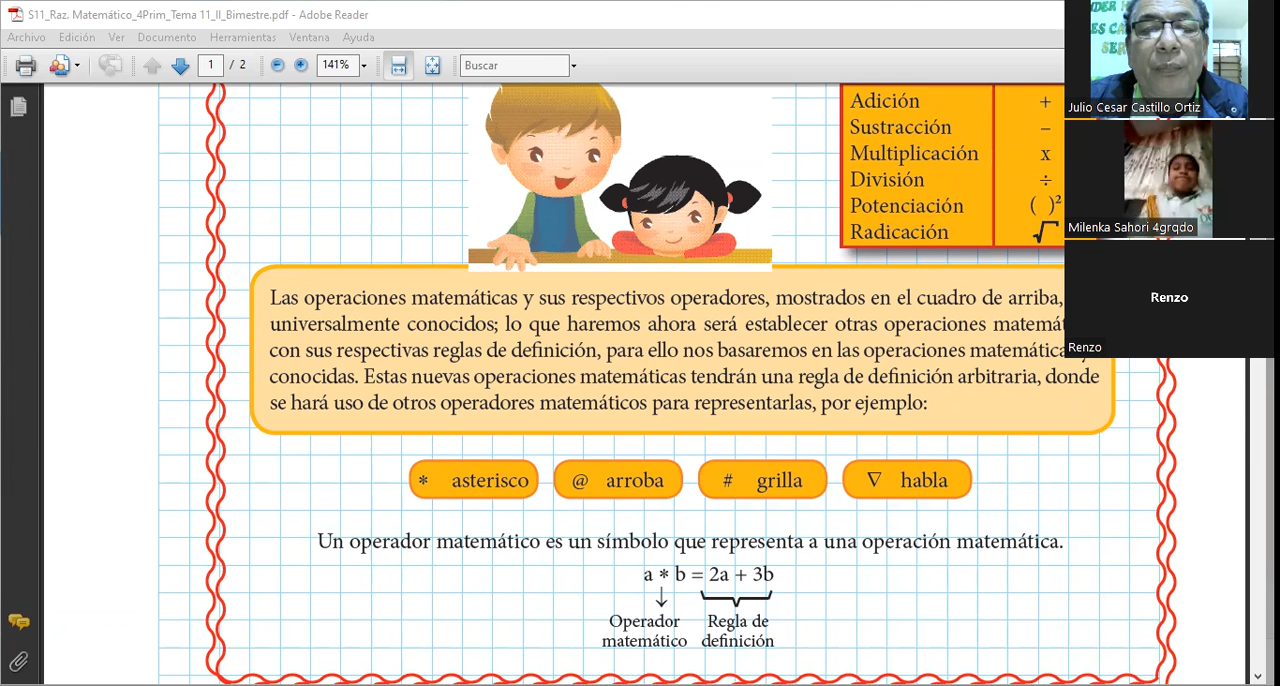 S11_Raz. Matemático_4Prim_Tema 11_II_Bimestre.pdf - Adobe Reader
Archivo Edición Ver Documento Herramientas Ventana Ayuda
1 / 2 141% Buscar
Adición +
Sustracción –
Multiplicación x
División ÷
Potenciación ( )²
Radicación √
Las operaciones matemáticas y sus respectivos operadores, mostrados en el cuadro de arriba,
universalmente conocidos; lo que haremos ahora será establecer otras operaciones matemát
con sus respectivas reglas de definición, para ello nos basaremos en las operaciones matemática
conocidas. Estas nuevas operaciones matemáticas tendrán una regla de definición arbitraria, donde
se hará uso de otros operadores matemáticos para representarlas, por ejemplo:
* asterisco @ arroba # grilla ∇ habla
Un operador matemático es un símbolo que representa a una operación matemática.
a * b = 2a + 3b
↓
Operador Regla de
matemático definición
Julio Cesar Castillo Ortiz
Milenka Sahori 4grqdo
Renzo
Renzo